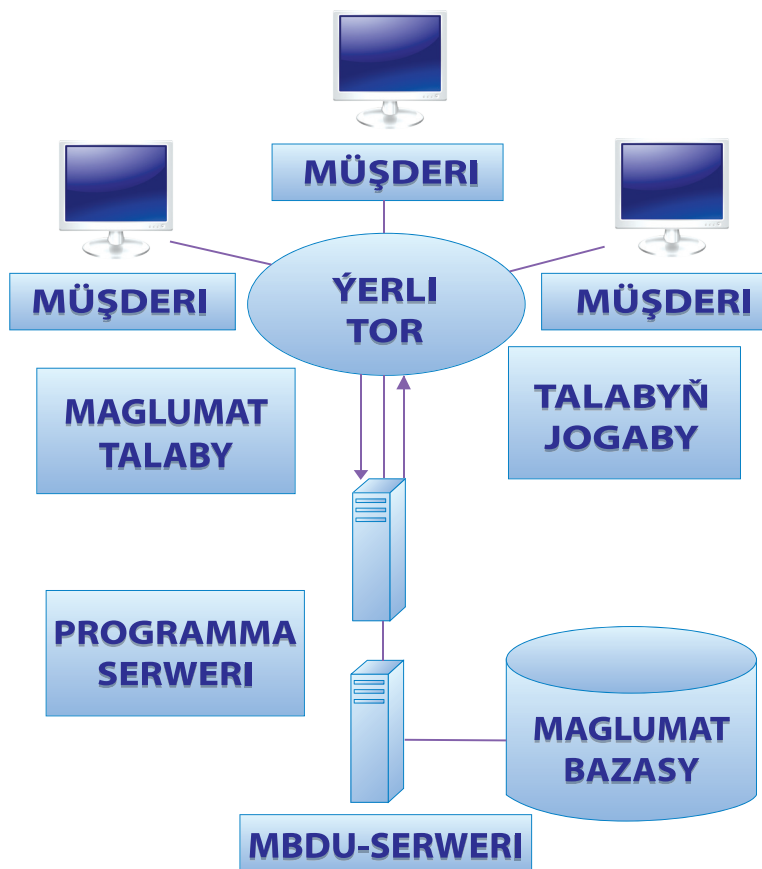 MÜŞDERI
MÜŞDERI
MÜŞDERI
ÝERLI
TOR
MAGLUMAT
TALABY
TALABYŇ
JOGABY
PROGRAMMA
SERWERI
MAGLUMAT
BAZASY
MBDU-SERWERI